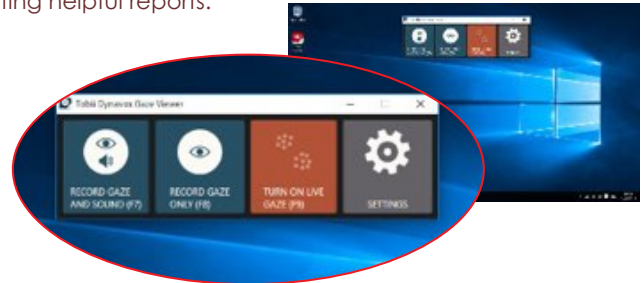 ting helpful reports.
Tobii Dynavox Gaze Viewer
RECORD GAZE
AND SOUND (F7)
RECORD GAZE
ONLY (F8)
TURN ON LIVE
GAZE (F9)
SETTINGS